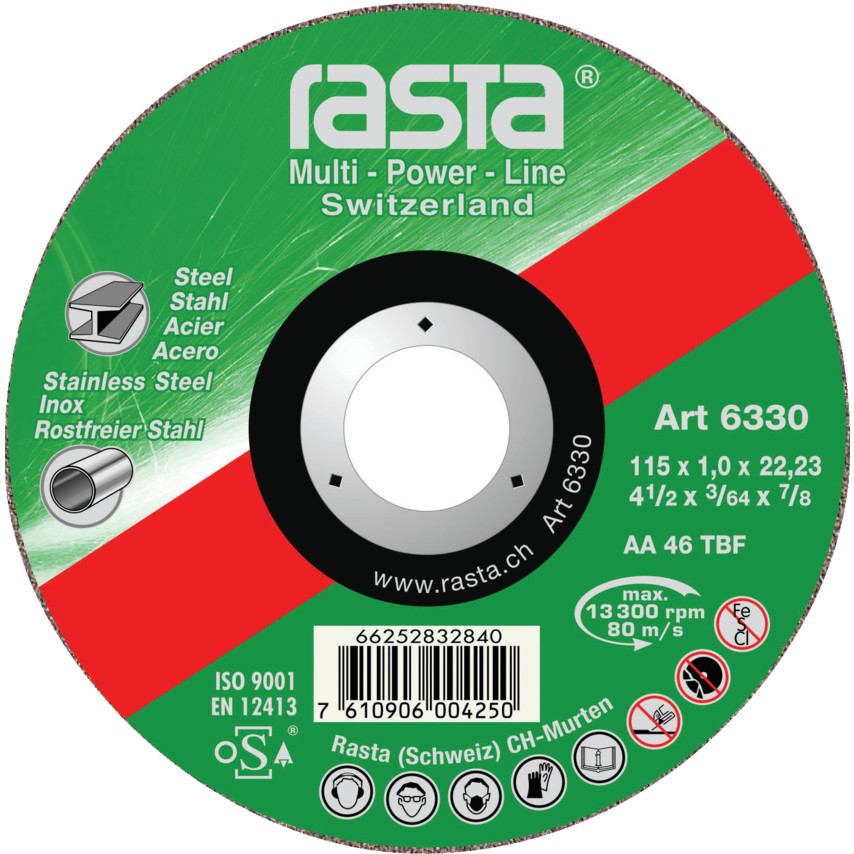 rasta®
Multi - Power - Line
Switzerland
Steel
Stahl
Acier
Acero
Stainless Steel
Inox
Rostfreier Stahl
Art 6330
115 x 1,0 x 22,23
4 1/2 x 3/64 x 7/8
AA 46 TBF
max.
13 300 rpm
80 m/s
Fe
S
Cl
www.rasta.ch Art 6330
66252832840
7 610906 004250
ISO 9001
EN 12413
oSa®
Rasta (Schweiz) CH-Murten